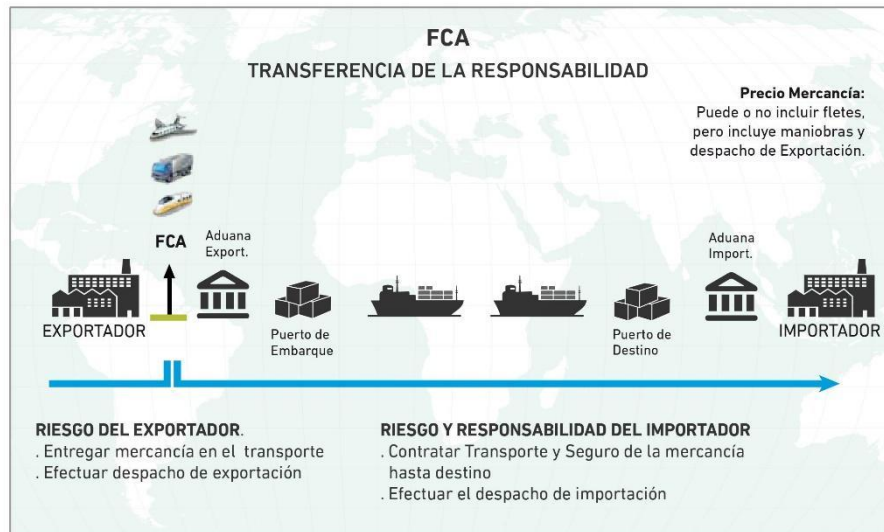 FCA
TRANSFERENCIA DE LA RESPONSABILIDAD
Precio Mercancía:
Puede o no incluir fletes,
pero incluye maniobras y
despacho de Exportación.
FCA
Aduana
Export.
Aduana
Import.
EXPORTADOR
Puerto de
Embarque
Puerto de
Destino
IMPORTADOR
RIESGO DEL EXPORTADOR.
. Entregar mercancía en el transporte
. Efectuar despacho de exportación
RIESGO Y RESPONSABILIDAD DEL IMPORTADOR
. Contratar Transporte y Seguro de la mercancía
hasta destino
. Efectuar el despacho de importación